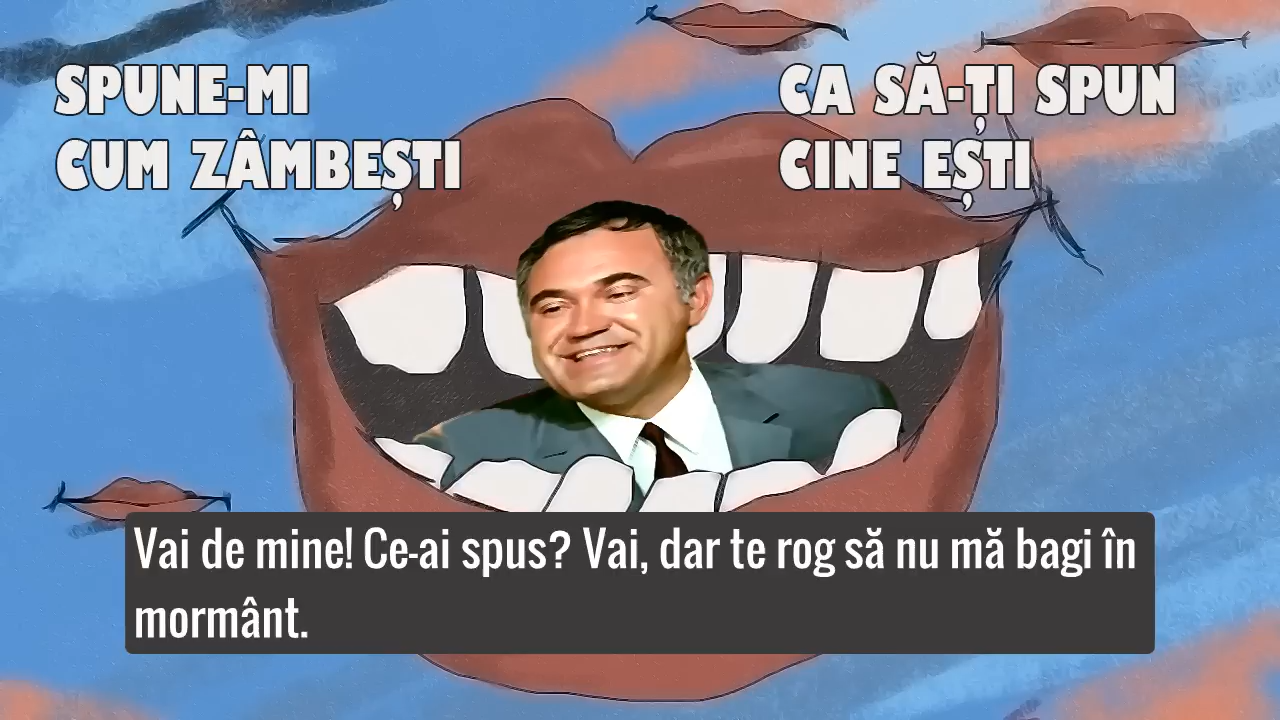 SPUNE-MI
CUM ZÂMBEȘTI
CA SĂ-ȚI SPUN
CINE EȘTI
Vai de mine! Ce-ai spus? Vai, dar te rog să nu mă bagi în
mormânt.